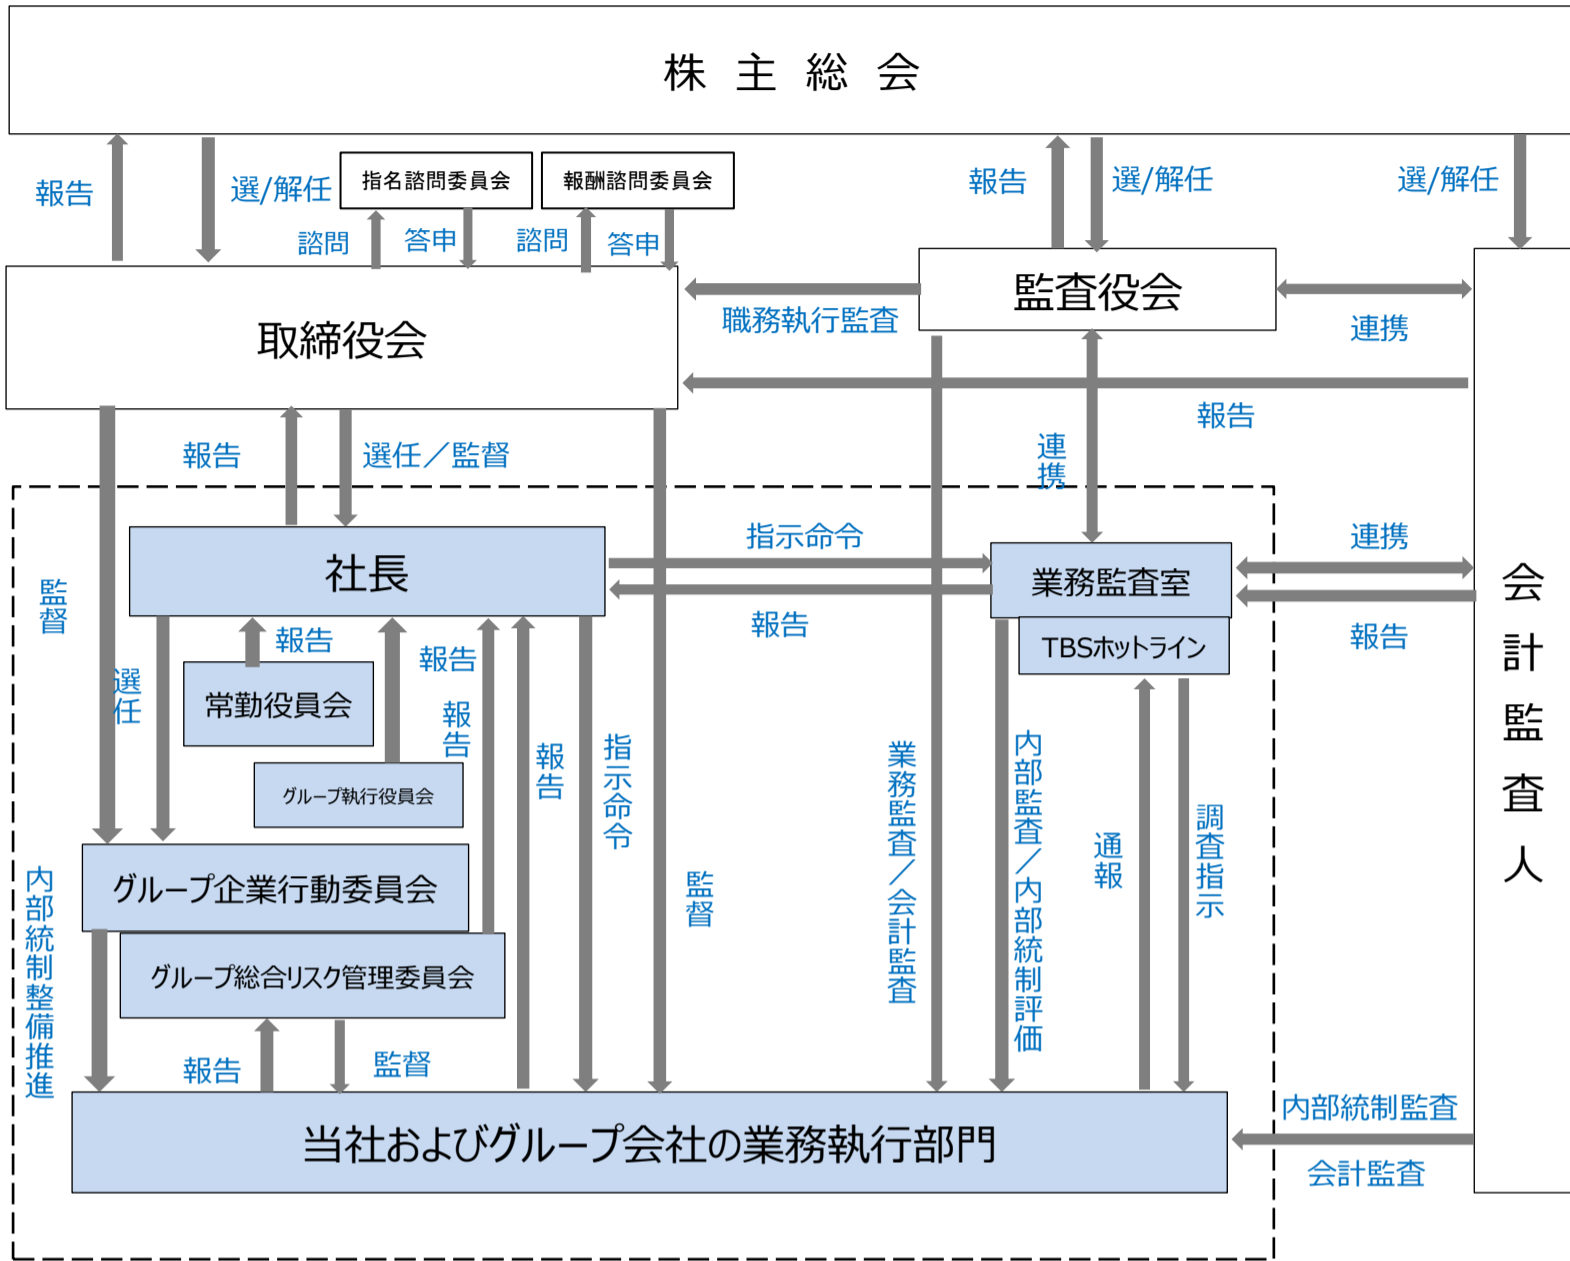 株主総会
報告
選/解任
指名諮問委員会
報酬諮問委員会
報告
選/解任
選/解任
諮問
答申
諮問
答申
取締役会
監査役会
職務執行監査
連携
報告
報告
選任／監督
連携
社長
指示命令
業務監査室
連携
報告
報告
TBSホットライン
会計監査人
監督
選任
報告
報告
常勤役員会
報告
報告
指示命令
グループ執行役員会
業務監査/会計監査
内部監査/内部統制評価
通報
調査指示
グループ企業行動委員会
監督
内部統制整備推進
グループ総合リスク管理委員会
報告
監督
内部統制監査
当社およびグループ会社の業務執行部門
会計監査